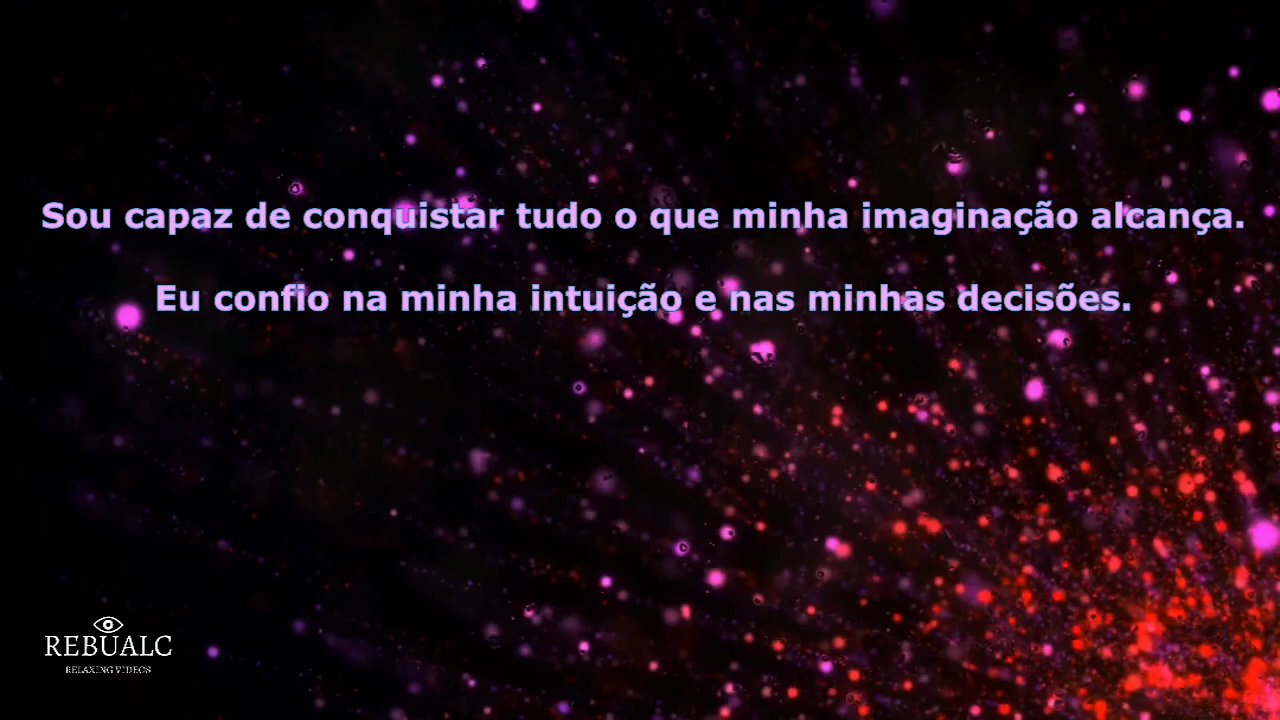 Sou capaz de conquistar tudo o que minha imaginação alcança.
Eu confio na minha intuição e nas minhas decisões.
REBUALC
RELAXING VIDEOS